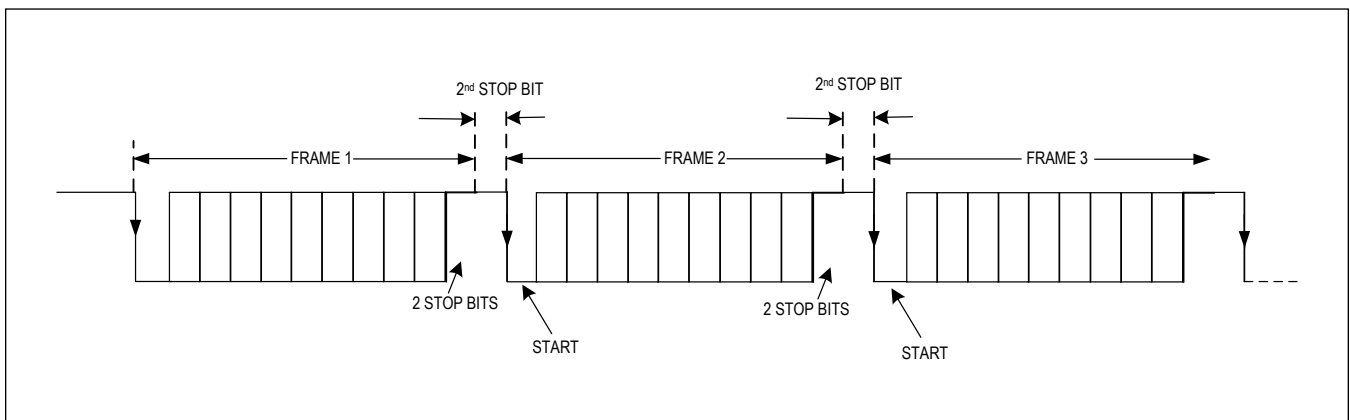 2nd STOP BIT
2nd STOP BIT
FRAME 1
FRAME 2
FRAME 3
2 STOP BITS
2 STOP BITS
START
START